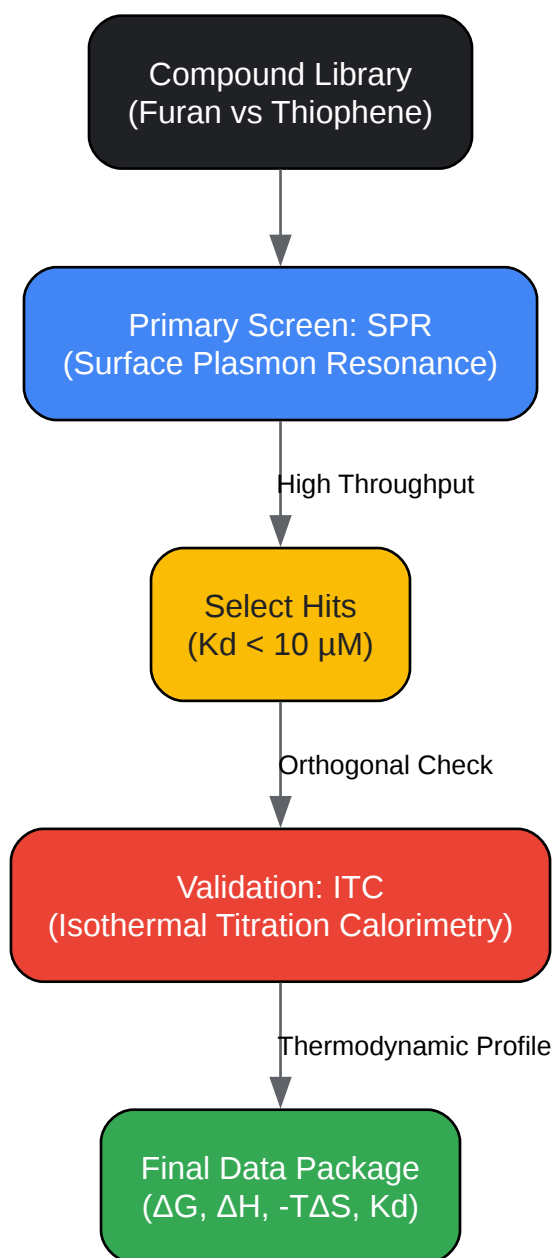 Compound Library
(Furan vs Thiophene)
Primary Screen: SPR
(Surface Plasmon Resonance)
High Throughput
Select Hits
(Kd < 10 µM)
Orthogonal Check
Validation: ITC
(Isothermal Titration Calorimetry)
Thermodynamic Profile
Final Data Package
(ΔG, ΔH, -TΔS, Kd)